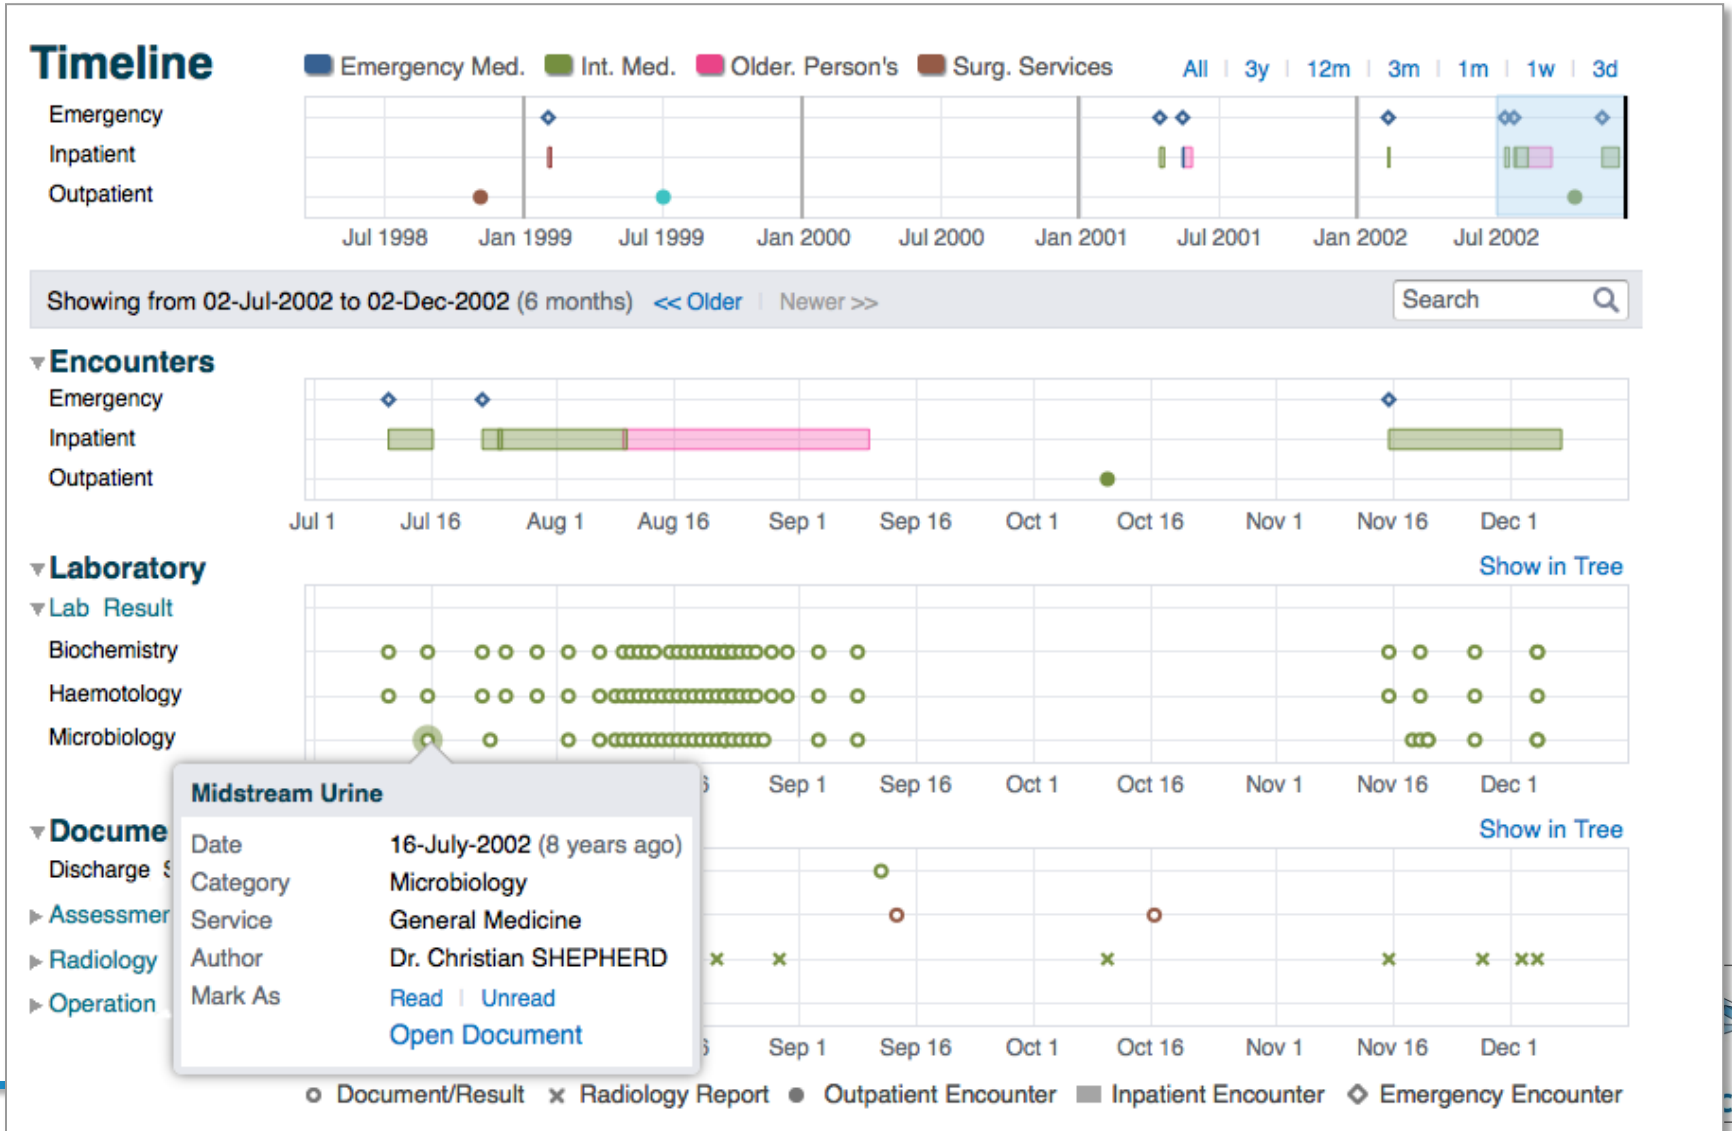 Timeline
Emergency Med. Int. Med. Older. Person's Surg. Services
All 3y 12m 3m 1m 1w 3d
Emergency
Inpatient
Outpatient
Jul 1998 Jan 1999 Jul 1999 Jan 2000 Jul 2000 Jan 2001 Jul 2001 Jan 2002 Jul 2002
Showing from 02-Jul-2002 to 02-Dec-2002 (6 months) << Older Newer >>
Search
Encounters
Emergency
Inpatient
Outpatient
Jul 1 Jul 16 Aug 1 Aug 16 Sep 1 Sep 16 Oct 1 Oct 16 Nov 1 Nov 16 Dec 1
Laboratory
Show in Tree
Lab Result
Biochemistry
Haemotology
Microbiology
6 Sep 1 Sep 16 Oct 1 Oct 16 Nov 1 Nov 16 Dec 1
Midstream Urine
Date 16-July-2002 (8 years ago)
Category Microbiology
Service General Medicine
Author Dr. Christian SHEPHERD
Mark As Read Unread
Open Document
Docume
Show in Tree
Discharge
Assessmer
Radiology
Operation
6 Sep 1 Sep 16 Oct 1 Oct 16 Nov 1 Nov 16 Dec 1
Document/Result Radiology Report Outpatient Encounter Inpatient Encounter Emergency Encounter